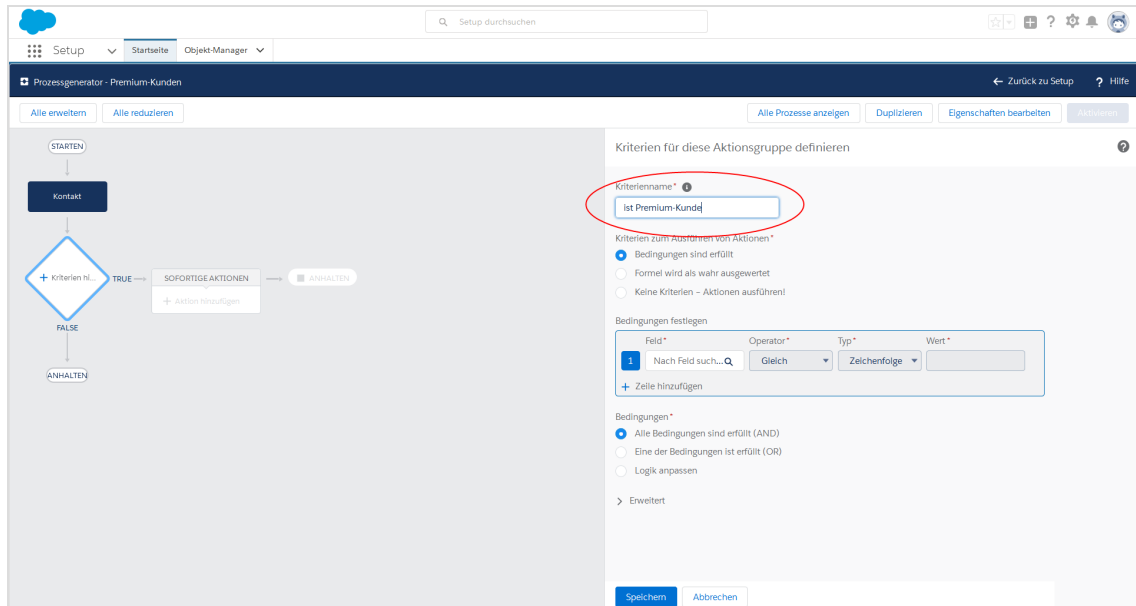 Setup durchsuchen
Setup Startseite Objekt-Manager
Prozessgenerator - Premium-Kunden Zurück zu Setup ? Hilfe
Alle erweitern Alle reduzieren Alle Prozesse anzeigen Duplizieren Eigenschaften bearbeiten Aktivieren
STARTEN
Kontakt
+ Kriterien hi... TRUE SOFORTIGE AKTIONEN ANHALTEN
+ Aktion hinzufügen
FALSE
ANHALTEN
Kriterien für diese Aktionsgruppe definieren
Kriterienname*
ist Premium-Kunde
Kriterien zum Ausführen von Aktionen*
Bedingungen sind erfüllt
Formel wird als wahr ausgewertet
Keine Kriterien – Aktionen ausführen!
Bedingungen festlegen
Feld* Operator* Typ* Wert*
1 Nach Feld such... Gleich Zeichenfolge
+ Zeile hinzufügen
Bedingungen*
Alle Bedingungen sind erfüllt (AND)
Eine der Bedingungen ist erfüllt (OR)
Logik anpassen
Erweitert
Speichern Abbrechen